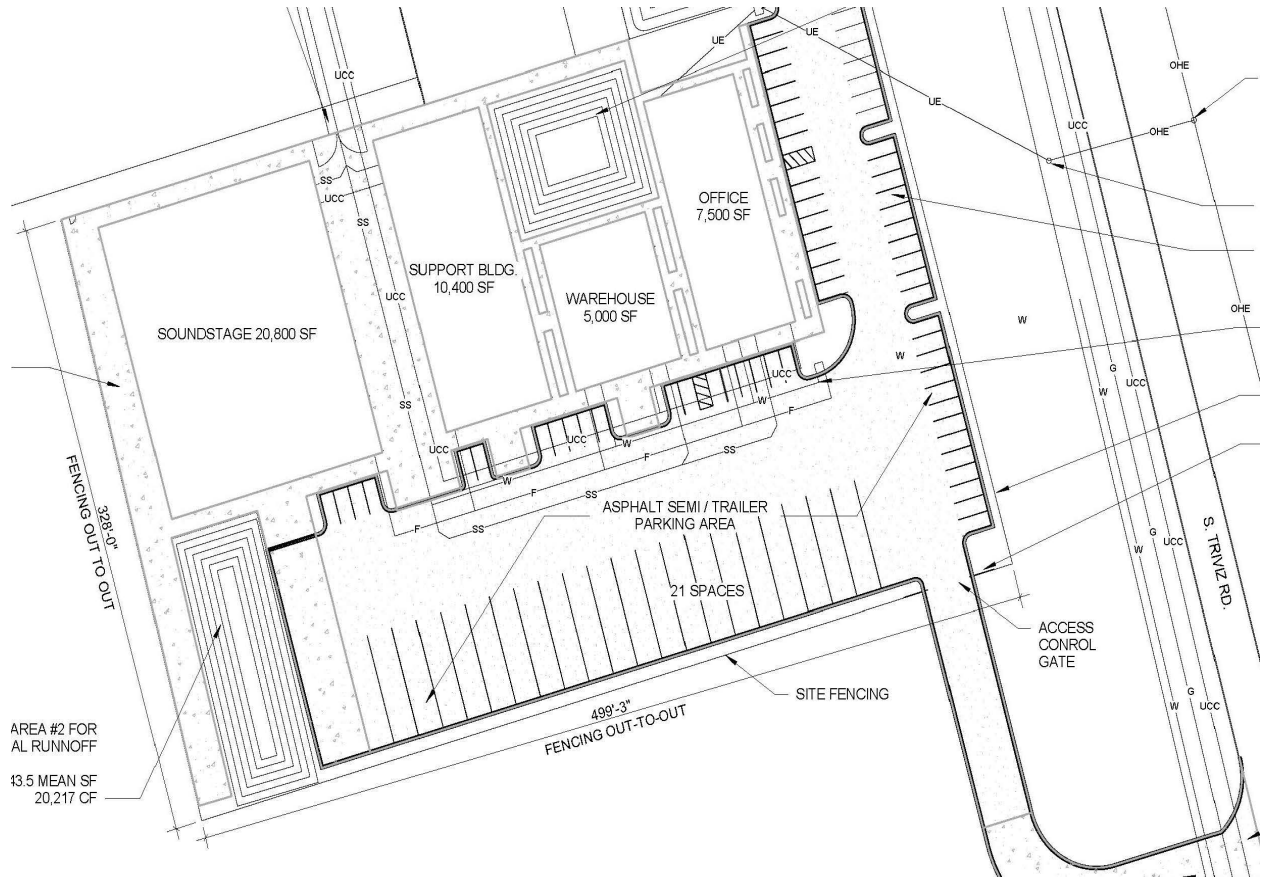 UCC
UE
UE
OHE
UE
UCC
OHE
SS
UCC
SS
OFFICE
7,500 SF
SUPPORT BLDG.
10,400 SF
UCC
WAREHOUSE
5,000 SF
SOUNDSTAGE 20,800 SF
OHE
W
W
G
UCC
W
UCC
W
F
SS
UCC
W
F
SS
UCC
W
F
SS
F
SS
ASPHALT SEMI / TRAILER
PARKING AREA
21 SPACES
FENCING OUT TO OUT
328'-0"
S. TRIVIZ RD.
G
UCC
W
ACCESS
CONROL
GATE
SITE FENCING
499'-3"
FENCING OUT-TO-OUT
G
W
UCC
AREA #2 FOR
AL RUNNOFF
43.5 MEAN SF
20,217 CF